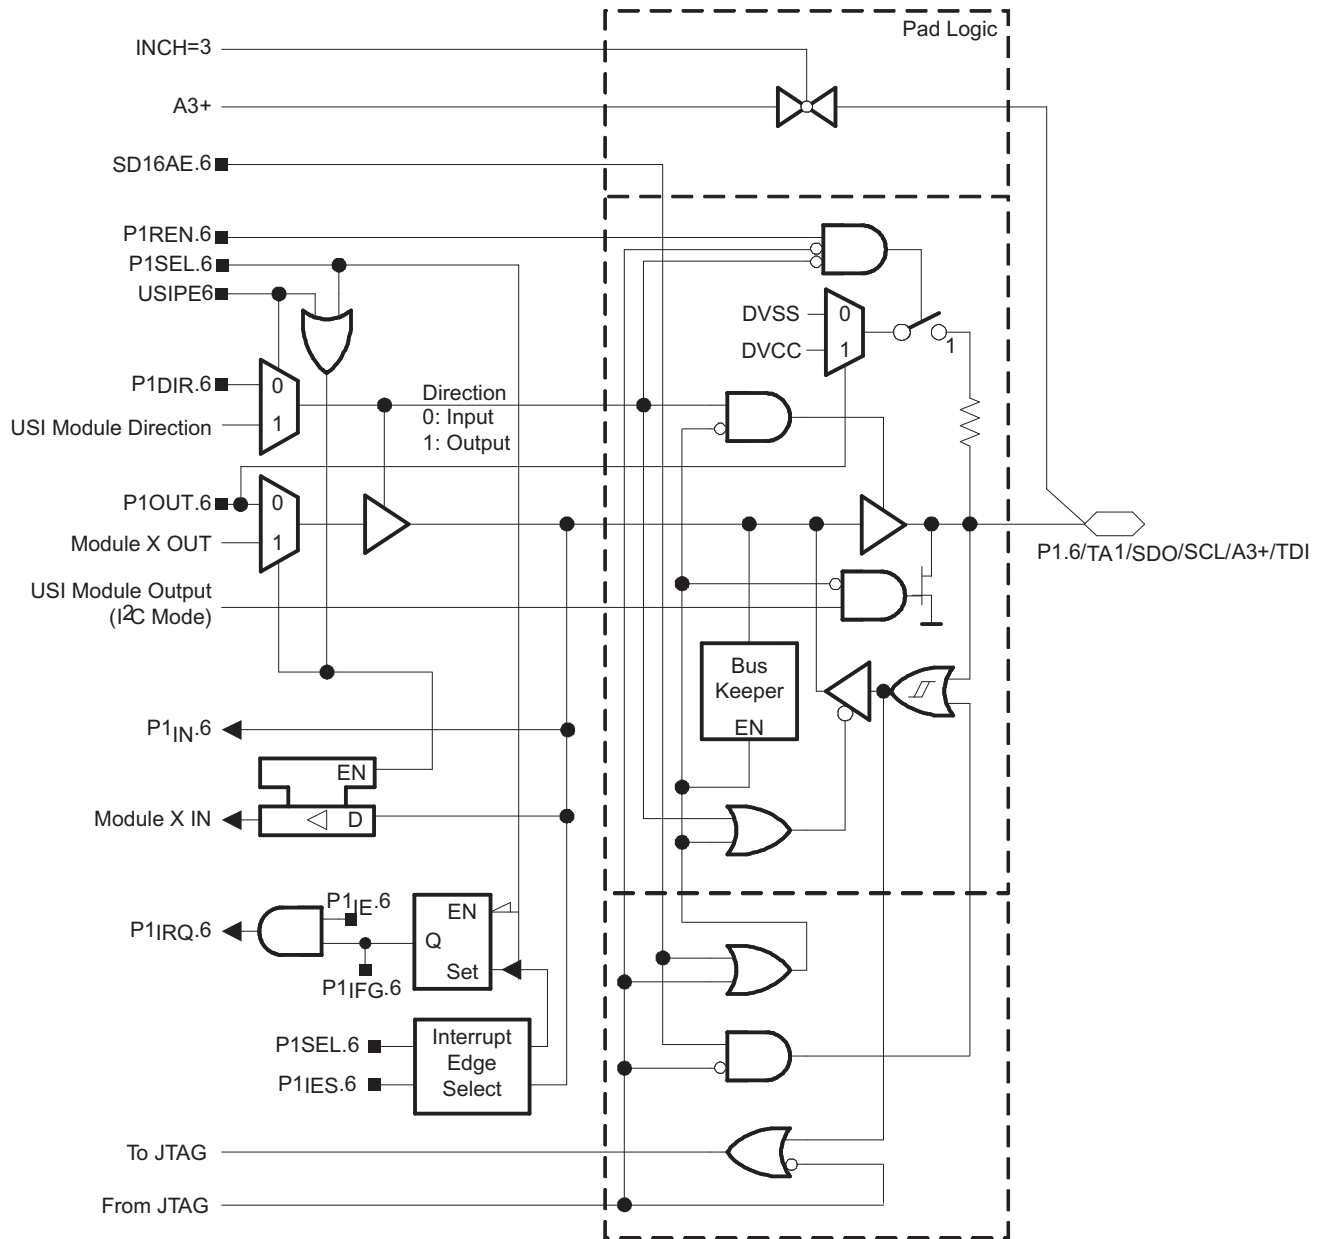 Pad Logic
INCH=3
A3+
SD16AE.6
P1REN.6
P1SEL.6
USIPE6
DVSS
0
DVCC
1
1
P1DIR.6
0
USI Module Direction
1
Direction
0: Input
1: Output
P1OUT.6
0
Module X OUT
1
P1.6/TA1/SDO/SCL/A3+/TDI
USI Module Output
(I2C Mode)
Bus
Keeper
EN
P1IN.6
EN
Module X IN
D
P1IE.6
EN
P1IRQ.6
Q
Set
P1IFG.6
P1SEL.6
Interrupt
Edge
Select
P1IES.6
To JTAG
From JTAG